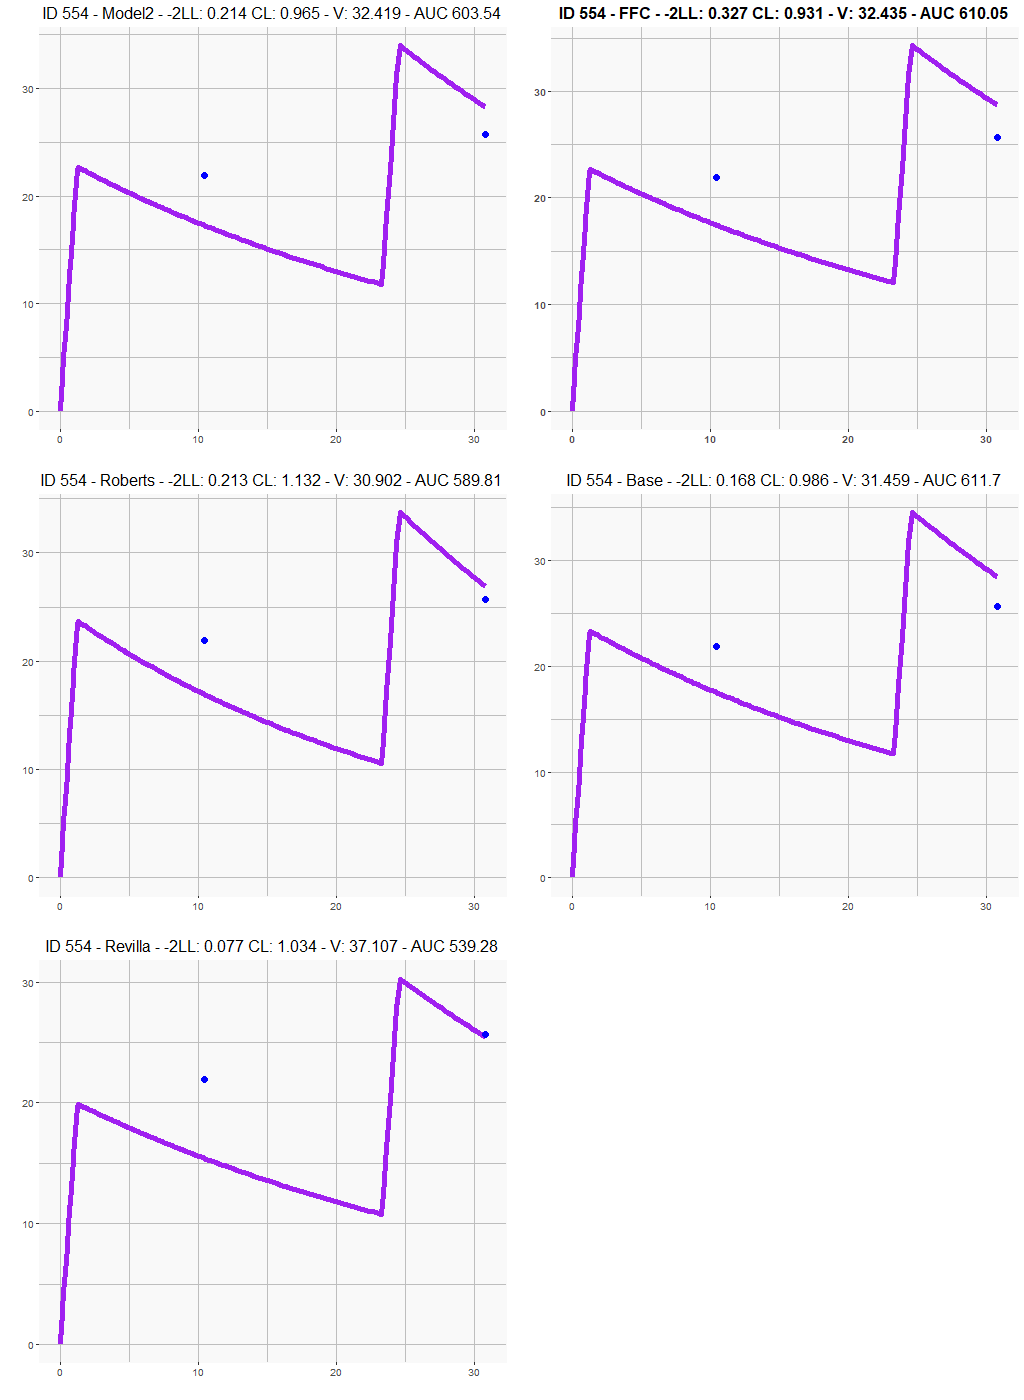 ID 554 - Model2 - -2LL: 0.214 CL: 0.965 - V: 32.419 - AUC 603.54
30
20
10
0
0 10 20 30
ID 554 - FFC - -2LL: 0.327 CL: 0.931 - V: 32.435 - AUC 610.05
30
20
10
0
0 10 20 30
ID 554 - Roberts - -2LL: 0.213 CL: 1.132 - V: 30.902 - AUC 589.81
30
20
10
0
0 10 20 30
ID 554 - Base - -2LL: 0.168 CL: 0.986 - V: 31.459 - AUC 611.7
30
20
10
0
0 10 20 30
ID 554 - Revilla - -2LL: 0.077 CL: 1.034 - V: 37.107 - AUC 539.28
30
20
10
0
0 10 20 30